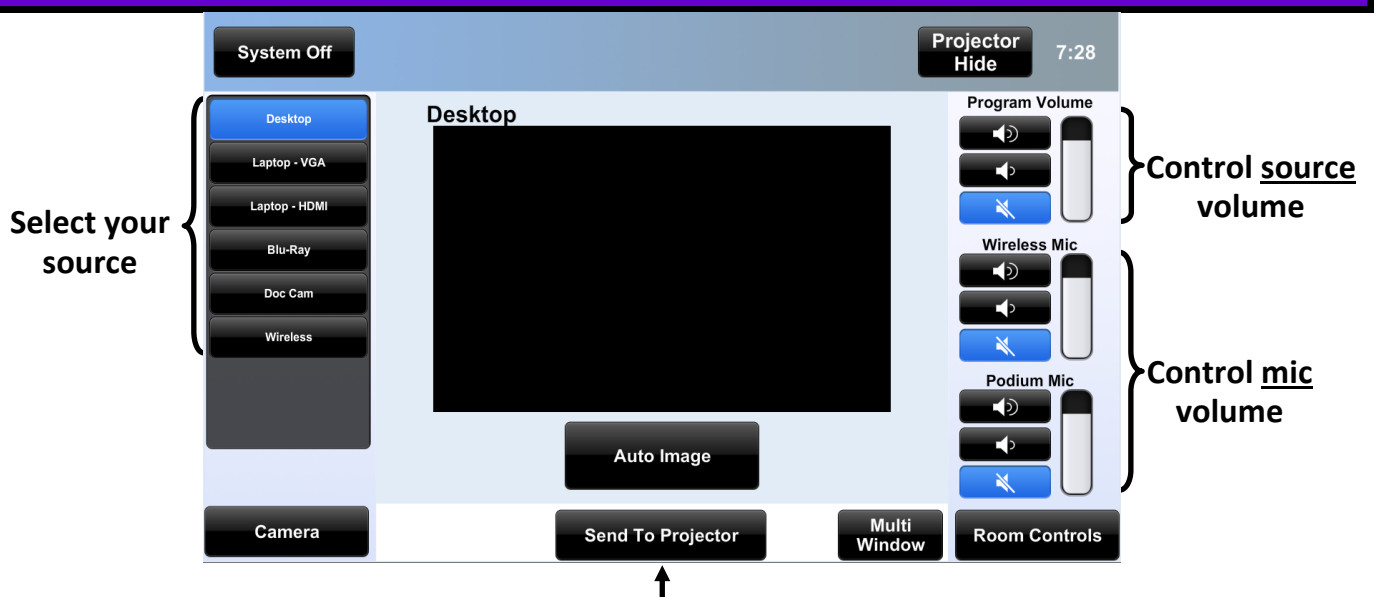 System Off
Projector
Hide
7:28
Select your
source
Desktop
Laptop - VGA
Laptop - HDMI
Blu-Ray
Doc Cam
Wireless
Camera
Desktop
Auto Image
Send To Projector
Multi
Window
Program Volume
Wireless Mic
Podium Mic
Room Controls
Control source
volume
Control mic
volume